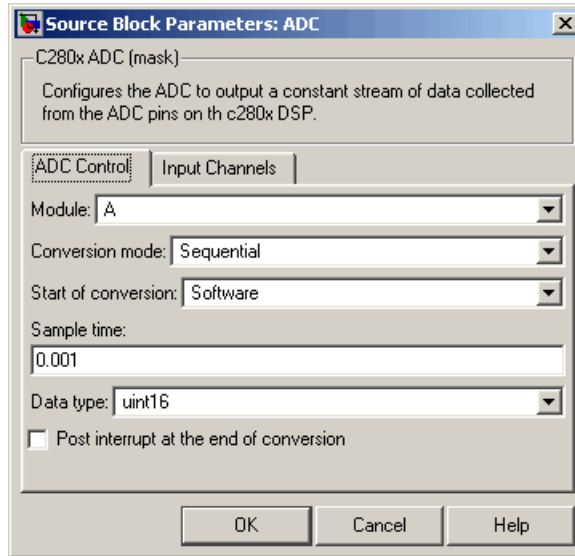 Source Block Parameters: ADC
C280x ADC (mask)
Configures the ADC to output a constant stream of data collected
from the ADC pins on th c280x DSP.
ADC Control Input Channels
Module: A
Conversion mode: Sequential
Start of conversion: Software
Sample time:
0.001
Data type: uint16
Post interrupt at the end of conversion
OK Cancel Help